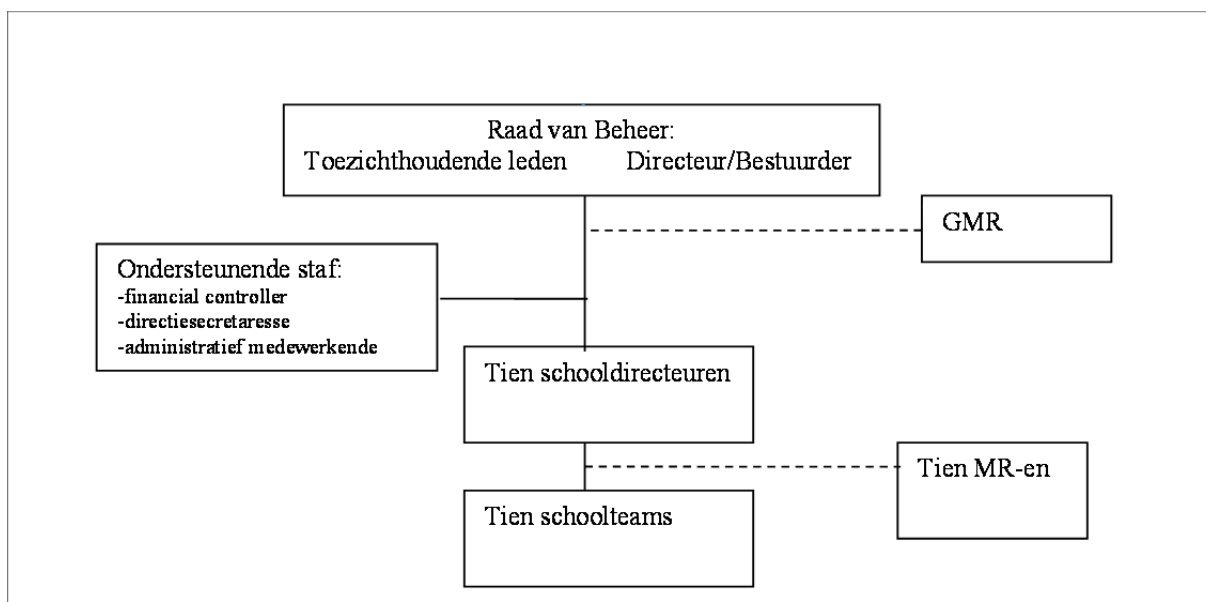 Raad van Beheer:
Toezichthoudende leden Directeur/Bestuurder
GMR
Ondersteunende staf:
-financial controller
-directiesecretaresse
-administratief medewerkende
Tien schooldirecteuren
Tien MR-en
Tien schoolteams